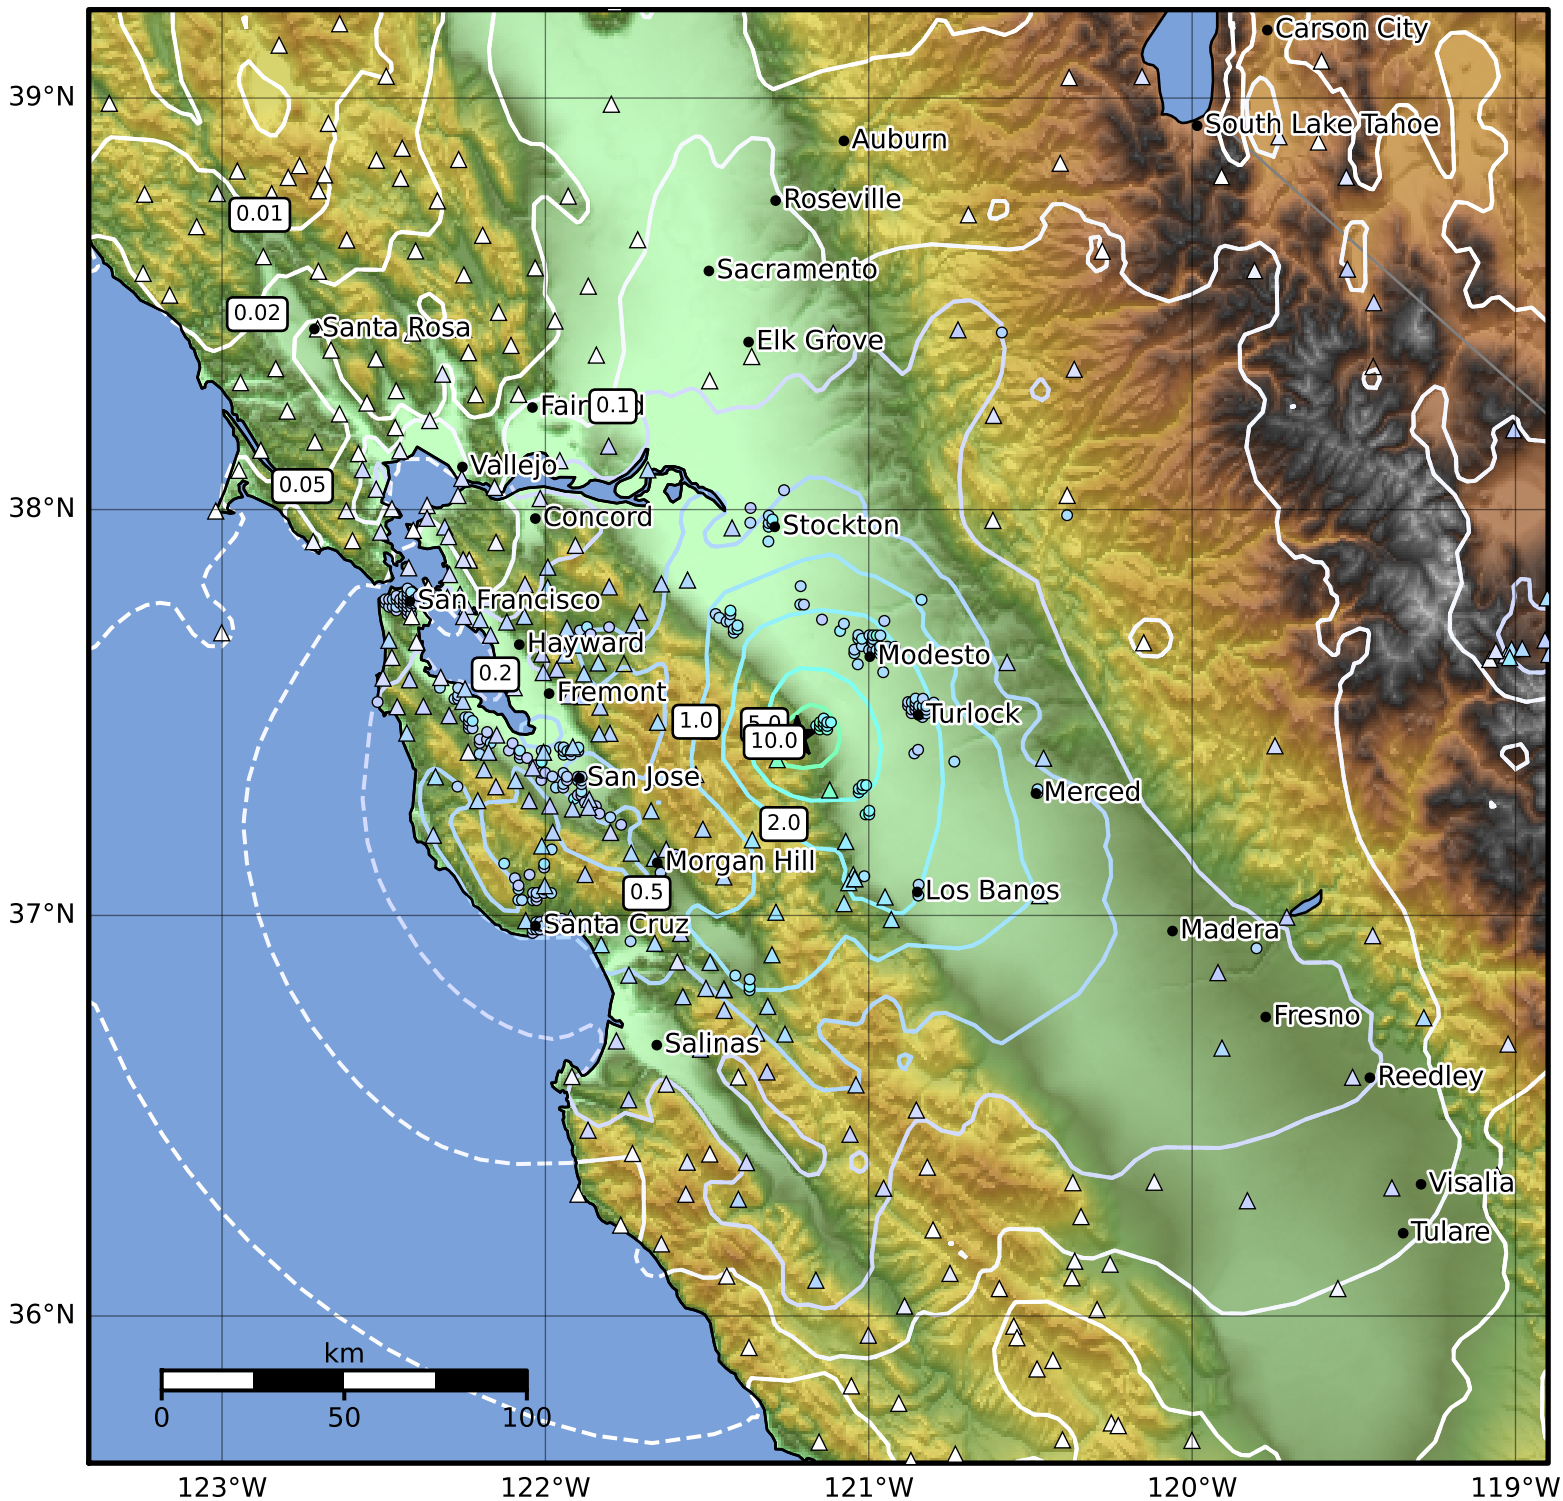 Carson City
39°N
South Lake Tahoe
Auburn
Roseville
0.01
Sacramento
0.02
Santa Rosa
Elk Grove
0.1
Vallejo
0.05
38°N
Concord
Stockton
San Francisco
Hayward
Modesto
0.2
Fremont
Turlock
1.0
5.0
10.0
San Jose
Merced
2.0
Morgan Hill
0.5
Los Banos
37°N
Santa Cruz
Madera
Fresno
Salinas
Reedley
Visalia
Tulare
36°N
km
0 50 100
123°W 122°W 121°W 120°W 119°W